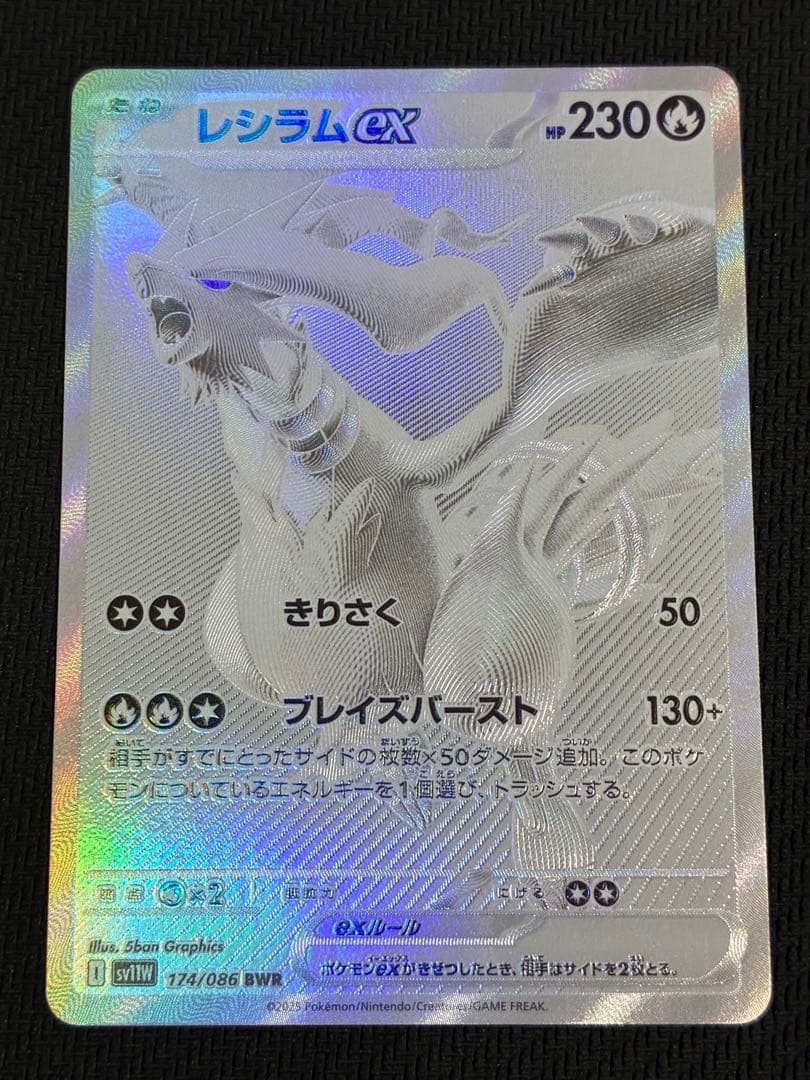 たね
レシラムex
HP230
きりさく 50
ブレイズバースト 130+
相手がすでにとったサイドの枚数×50ダメージ追加。このポケ
モンについているエネルギーを1個選び、トラッシュする。
弱点 ×2 抵抗力 にげる
exルール
ポケモンexがきぜつしたとき、相手はサイドを2枚とる。
Illus. 5ban Graphics
I sv11W 174/086 BWR
©2025 Pokémon/Nintendo/Creatures/GAME FREAK.